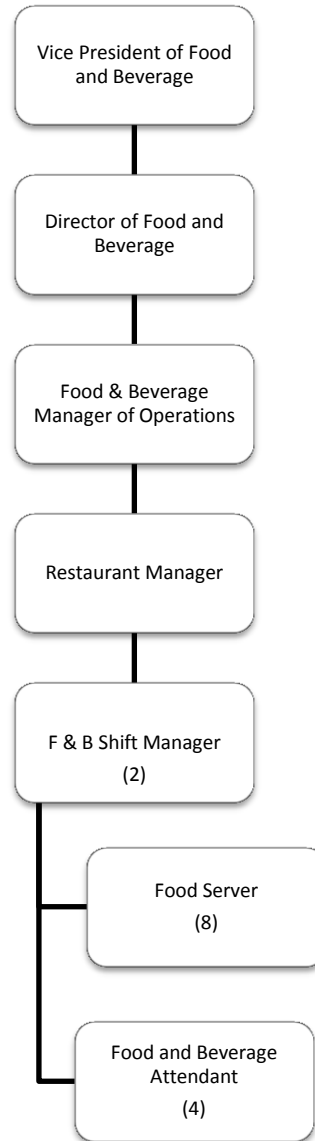 Vice President of Food
and Beverage
Director of Food and
Beverage
Food & Beverage
Manager of Operations
Restaurant Manager
F & B Shift Manager
(2)
Food Server
(8)
Food and Beverage
Attendant
(4)